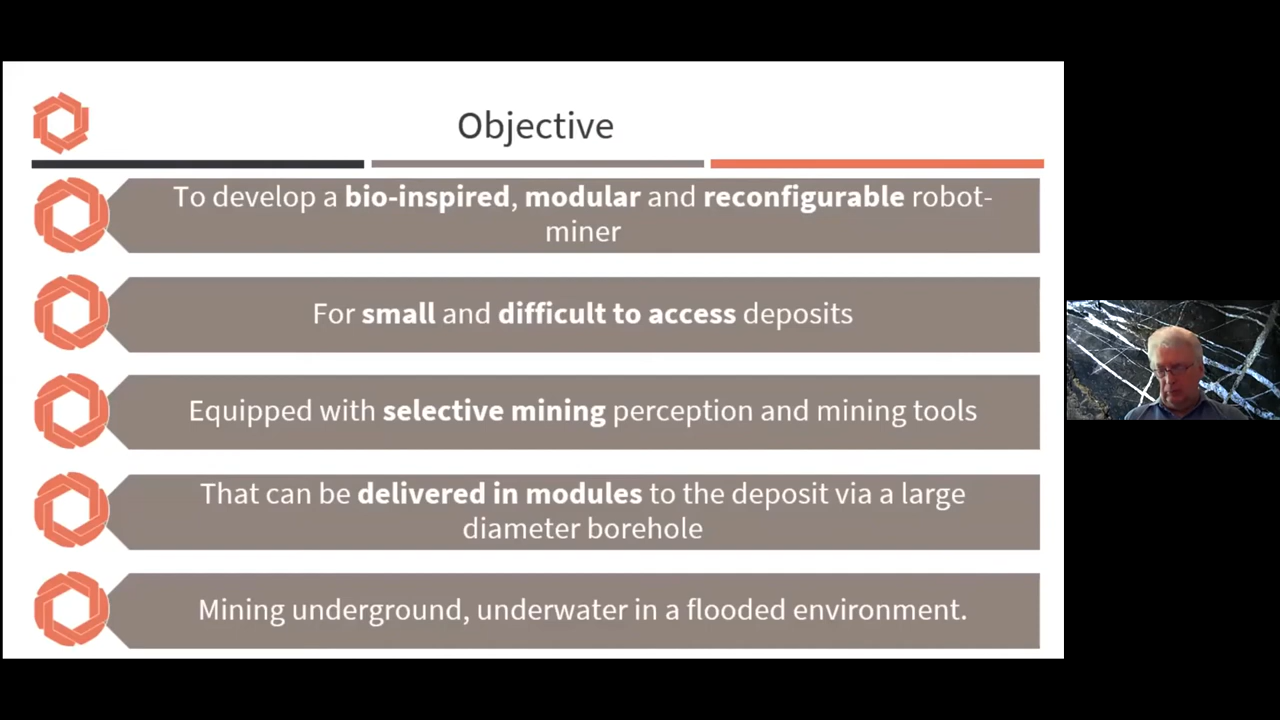 Objective
To develop a bio-inspired, modular and reconfigurable robot-
miner
For small and difficult to access deposits
Equipped with selective mining perception and mining tools
That can be delivered in modules to the deposit via a large
diameter borehole
Mining underground, underwater in a flooded environment.